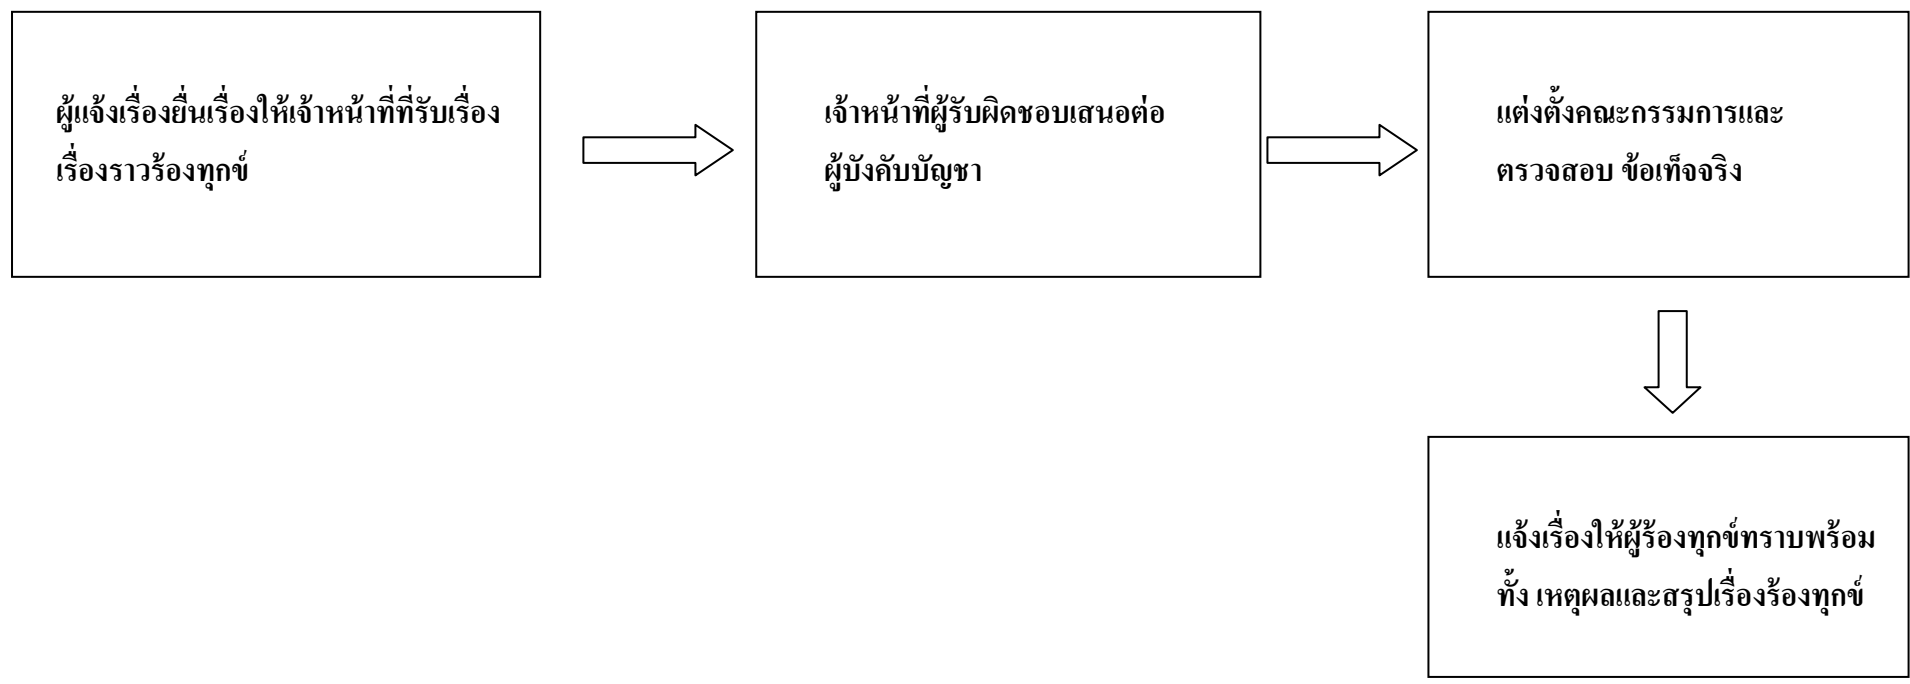 ผู้แจ้งเรื่องยื่นเรื่องให้เจ้าหน้าที่ที่รับเรื่อง
เรื่องราวร้องทุกข์
เจ้าหน้าที่ผู้รับผิดชอบเสนอต่อ
ผู้บังคับบัญชา
แต่งตั้งคณะกรรมการและ
ตรวจสอบ ข้อเท็จจริง
แจ้งเรื่องให้ผู้ร้องทุกข์ทราบพร้อม
ทั้ง เหตุผลและสรุปเรื่องร้องทุกข์